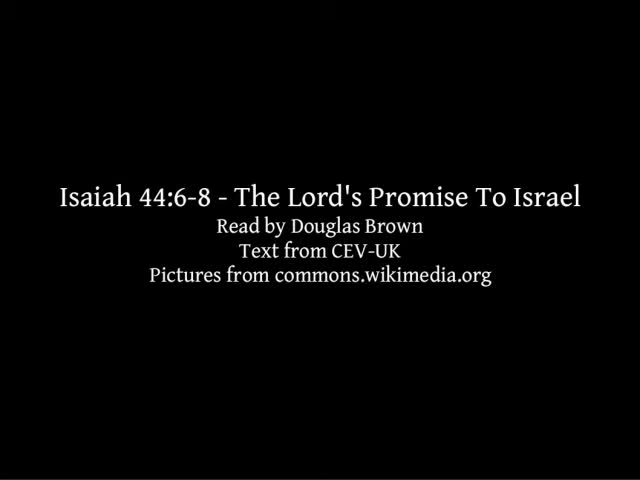 Isaiah 44:6-8 - The Lord's Promise To Israel
Read by Douglas Brown
Text from CEV-UK
Pictures from commons.wikimedia.org